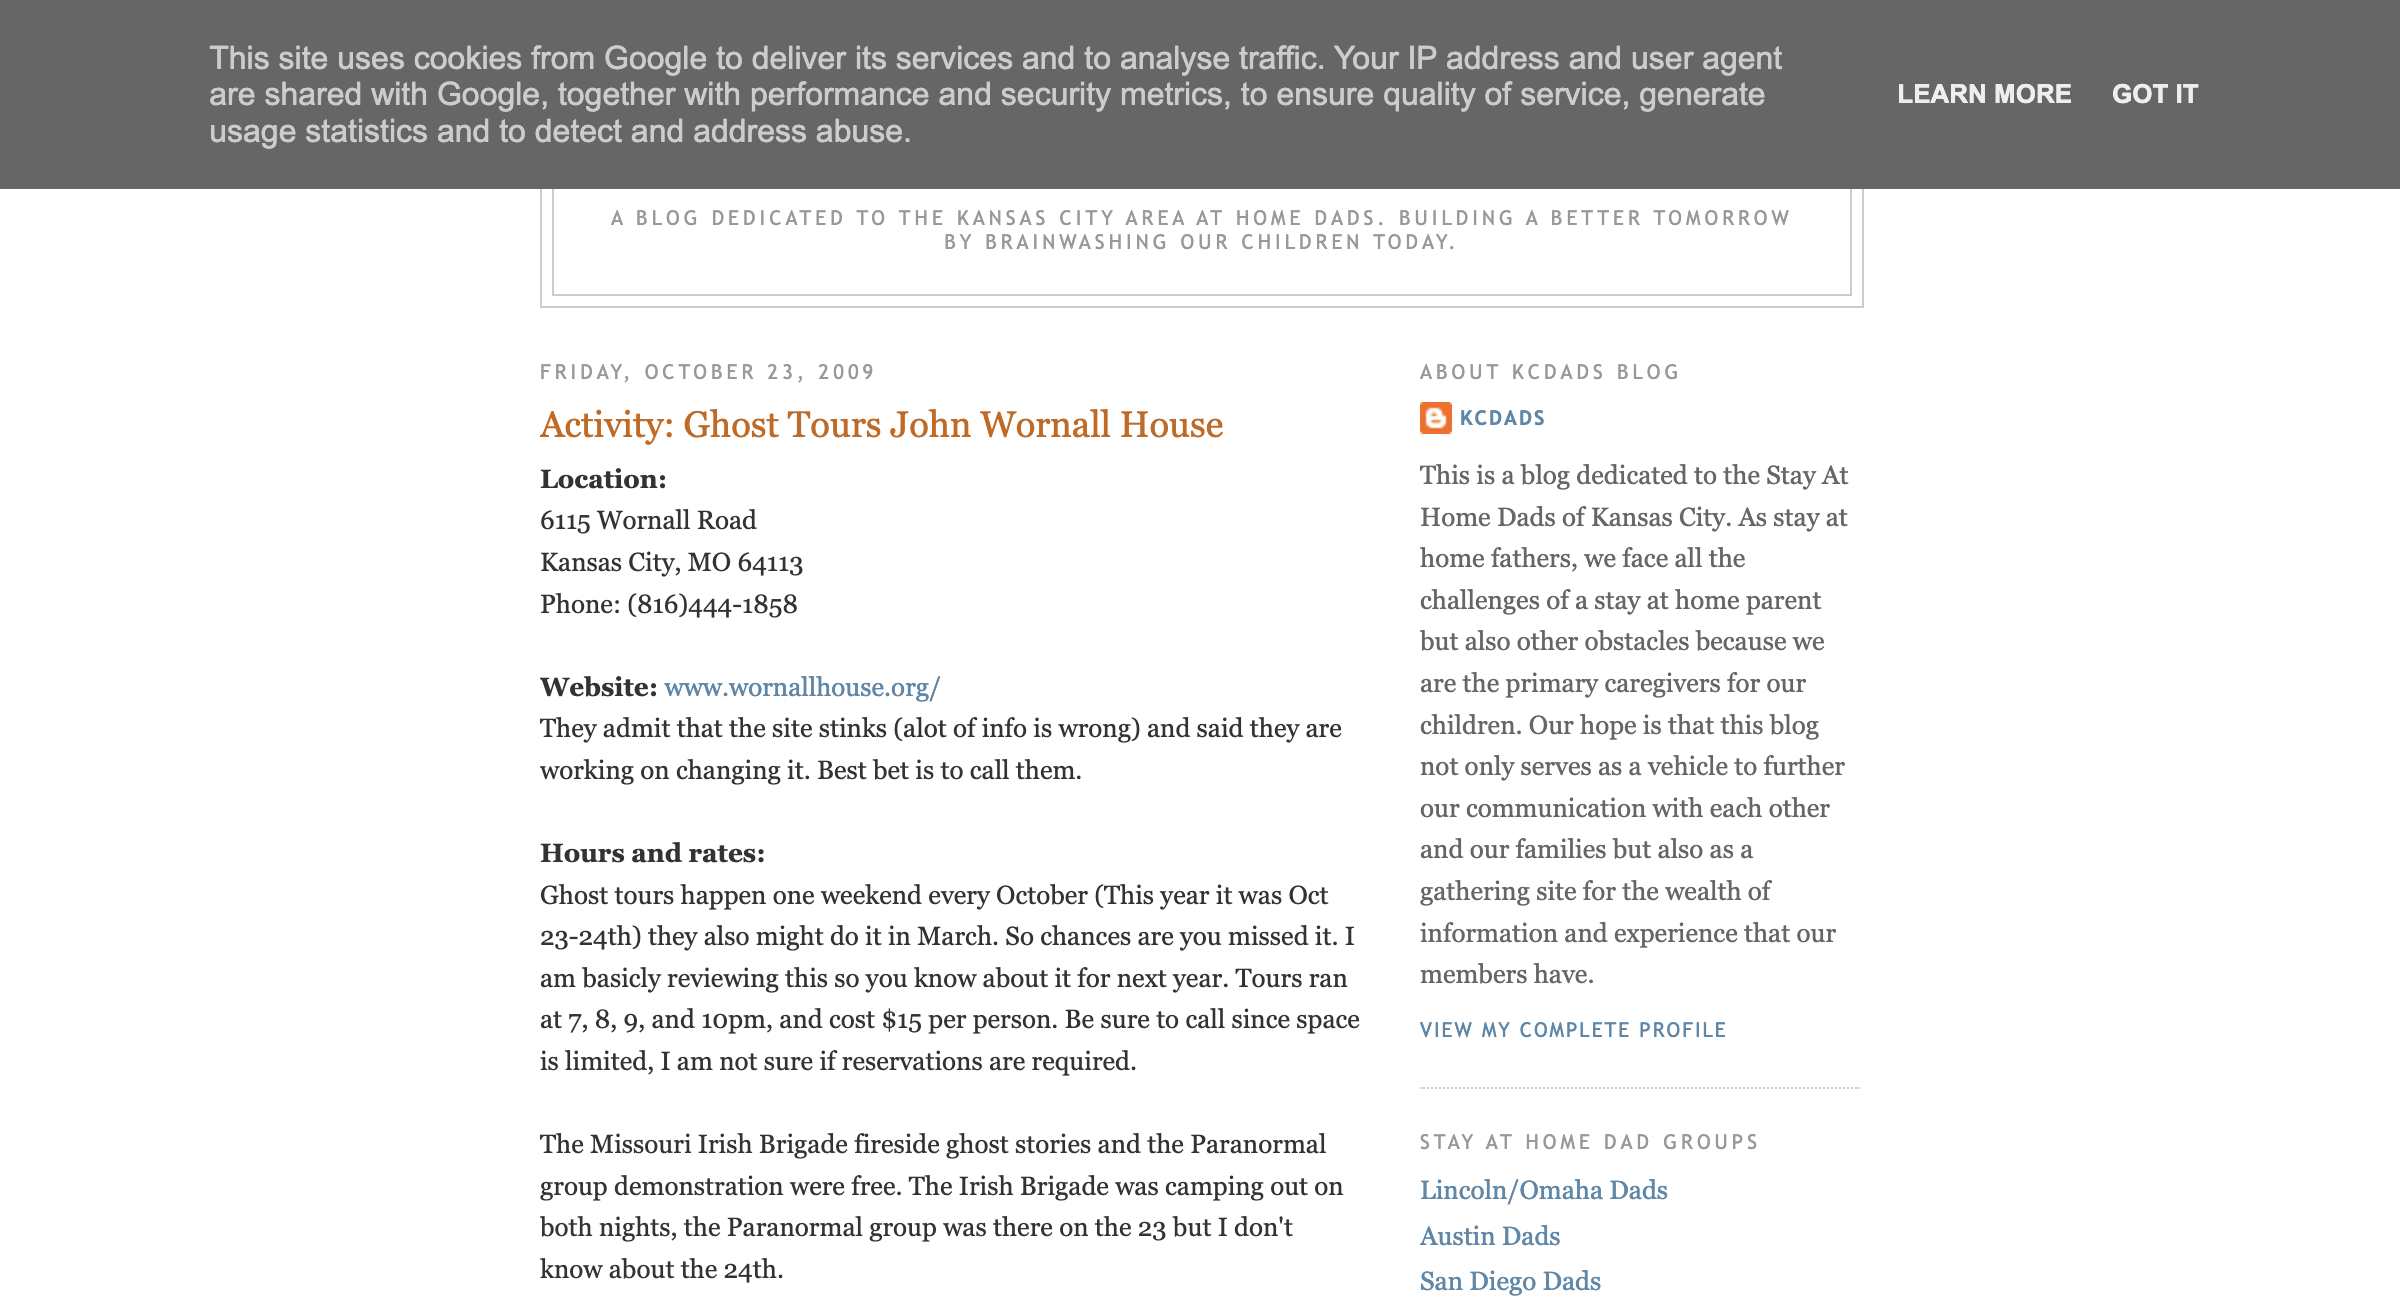 This site uses cookies from Google to deliver its services and to analyse traffic. Your IP address and user agent
are shared with Google, together with performance and security metrics, to ensure quality of service, generate
usage statistics and to detect and address abuse.
LEARN MORE
GOT IT
A BLOG DEDICATED TO THE KANSAS CITY AREA AT HOME DADS. BUILDING A BETTER TOMORROW
BY BRAINWASHING OUR CHILDREN TODAY.
FRIDAY, OCTOBER 23, 2009
Activity: Ghost Tours John Wornall House
Location:
6115 Wornall Road
Kansas City, MO 64113
Phone: (816)444-1858
Website: www.wornallhouse.org/
They admit that the site stinks (alot of info is wrong) and said they are
working on changing it. Best bet is to call them.
Hours and rates:
Ghost tours happen one weekend every October (This year it was Oct
23-24th) they also might do it in March. So chances are you missed it. I
am basicly reviewing this so you know about it for next year. Tours ran
at 7, 8, 9, and 10pm, and cost $15 per person. Be sure to call since space
is limited, I am not sure if reservations are required.
The Missouri Irish Brigade fireside ghost stories and the Paranormal
group demonstration were free. The Irish Brigade was camping out on
both nights, the Paranormal group was there on the 23 but I don't
know about the 24th.
ABOUT KCDADS BLOG
KCDADS
This is a blog dedicated to the Stay At
Home Dads of Kansas City. As stay at
home fathers, we face all the
challenges of a stay at home parent
but also other obstacles because we
are the primary caregivers for our
children. Our hope is that this blog
not only serves as a vehicle to further
our communication with each other
and our families but also as a
gathering site for the wealth of
information and experience that our
members have.
VIEW MY COMPLETE PROFILE
STAY AT HOME DAD GROUPS
Lincoln/Omaha Dads
Austin Dads
San Diego Dads